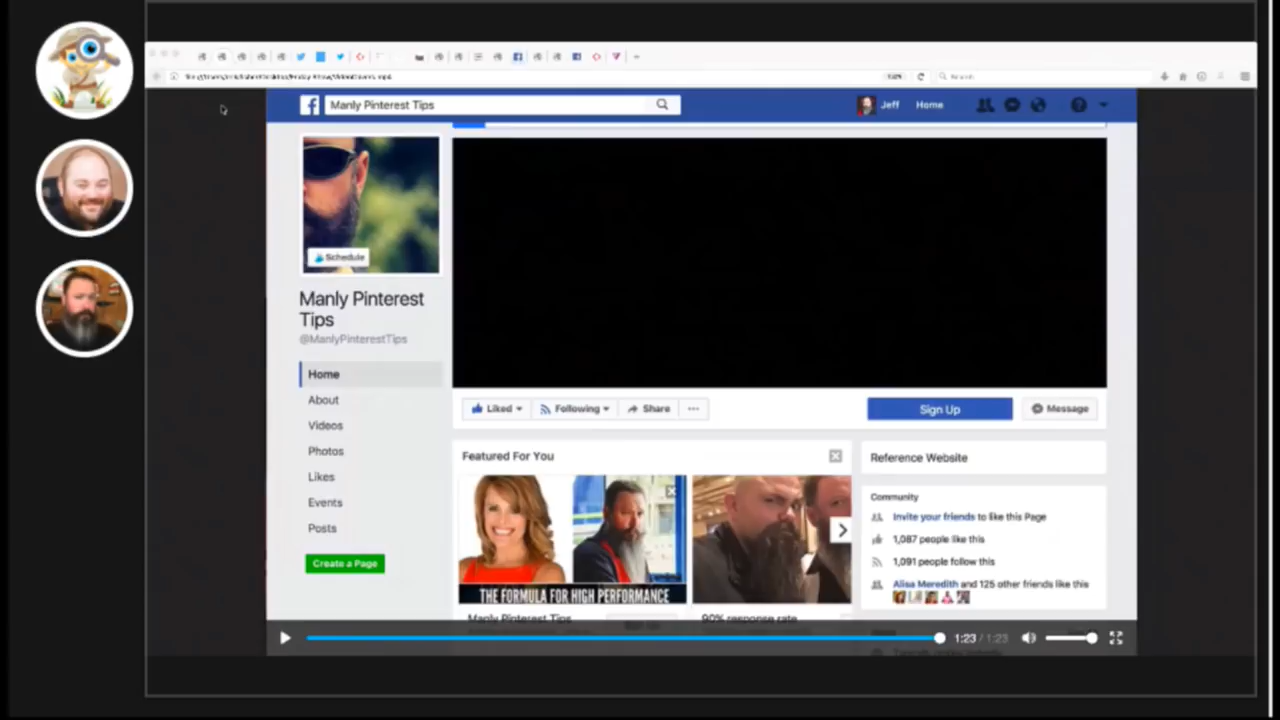 Manly Pinterest Tips
Jeff Home
Schedule
Manly Pinterest
Tips
@ManlyPinterestTips
Home
About
Videos
Photos
Likes
Events
Posts
Create a Page
Liked Following Share ...
Sign Up Message
Featured For You
THE FORMULA FOR HIGH PERFORMANCE
Manly Pinterest Tips
90% response rate
Reference Website
Community
Invite your friends to like this Page
1,087 people like this
1,091 people follow this
Alisa Meredith and 125 other friends like this
1:23 / 1:23